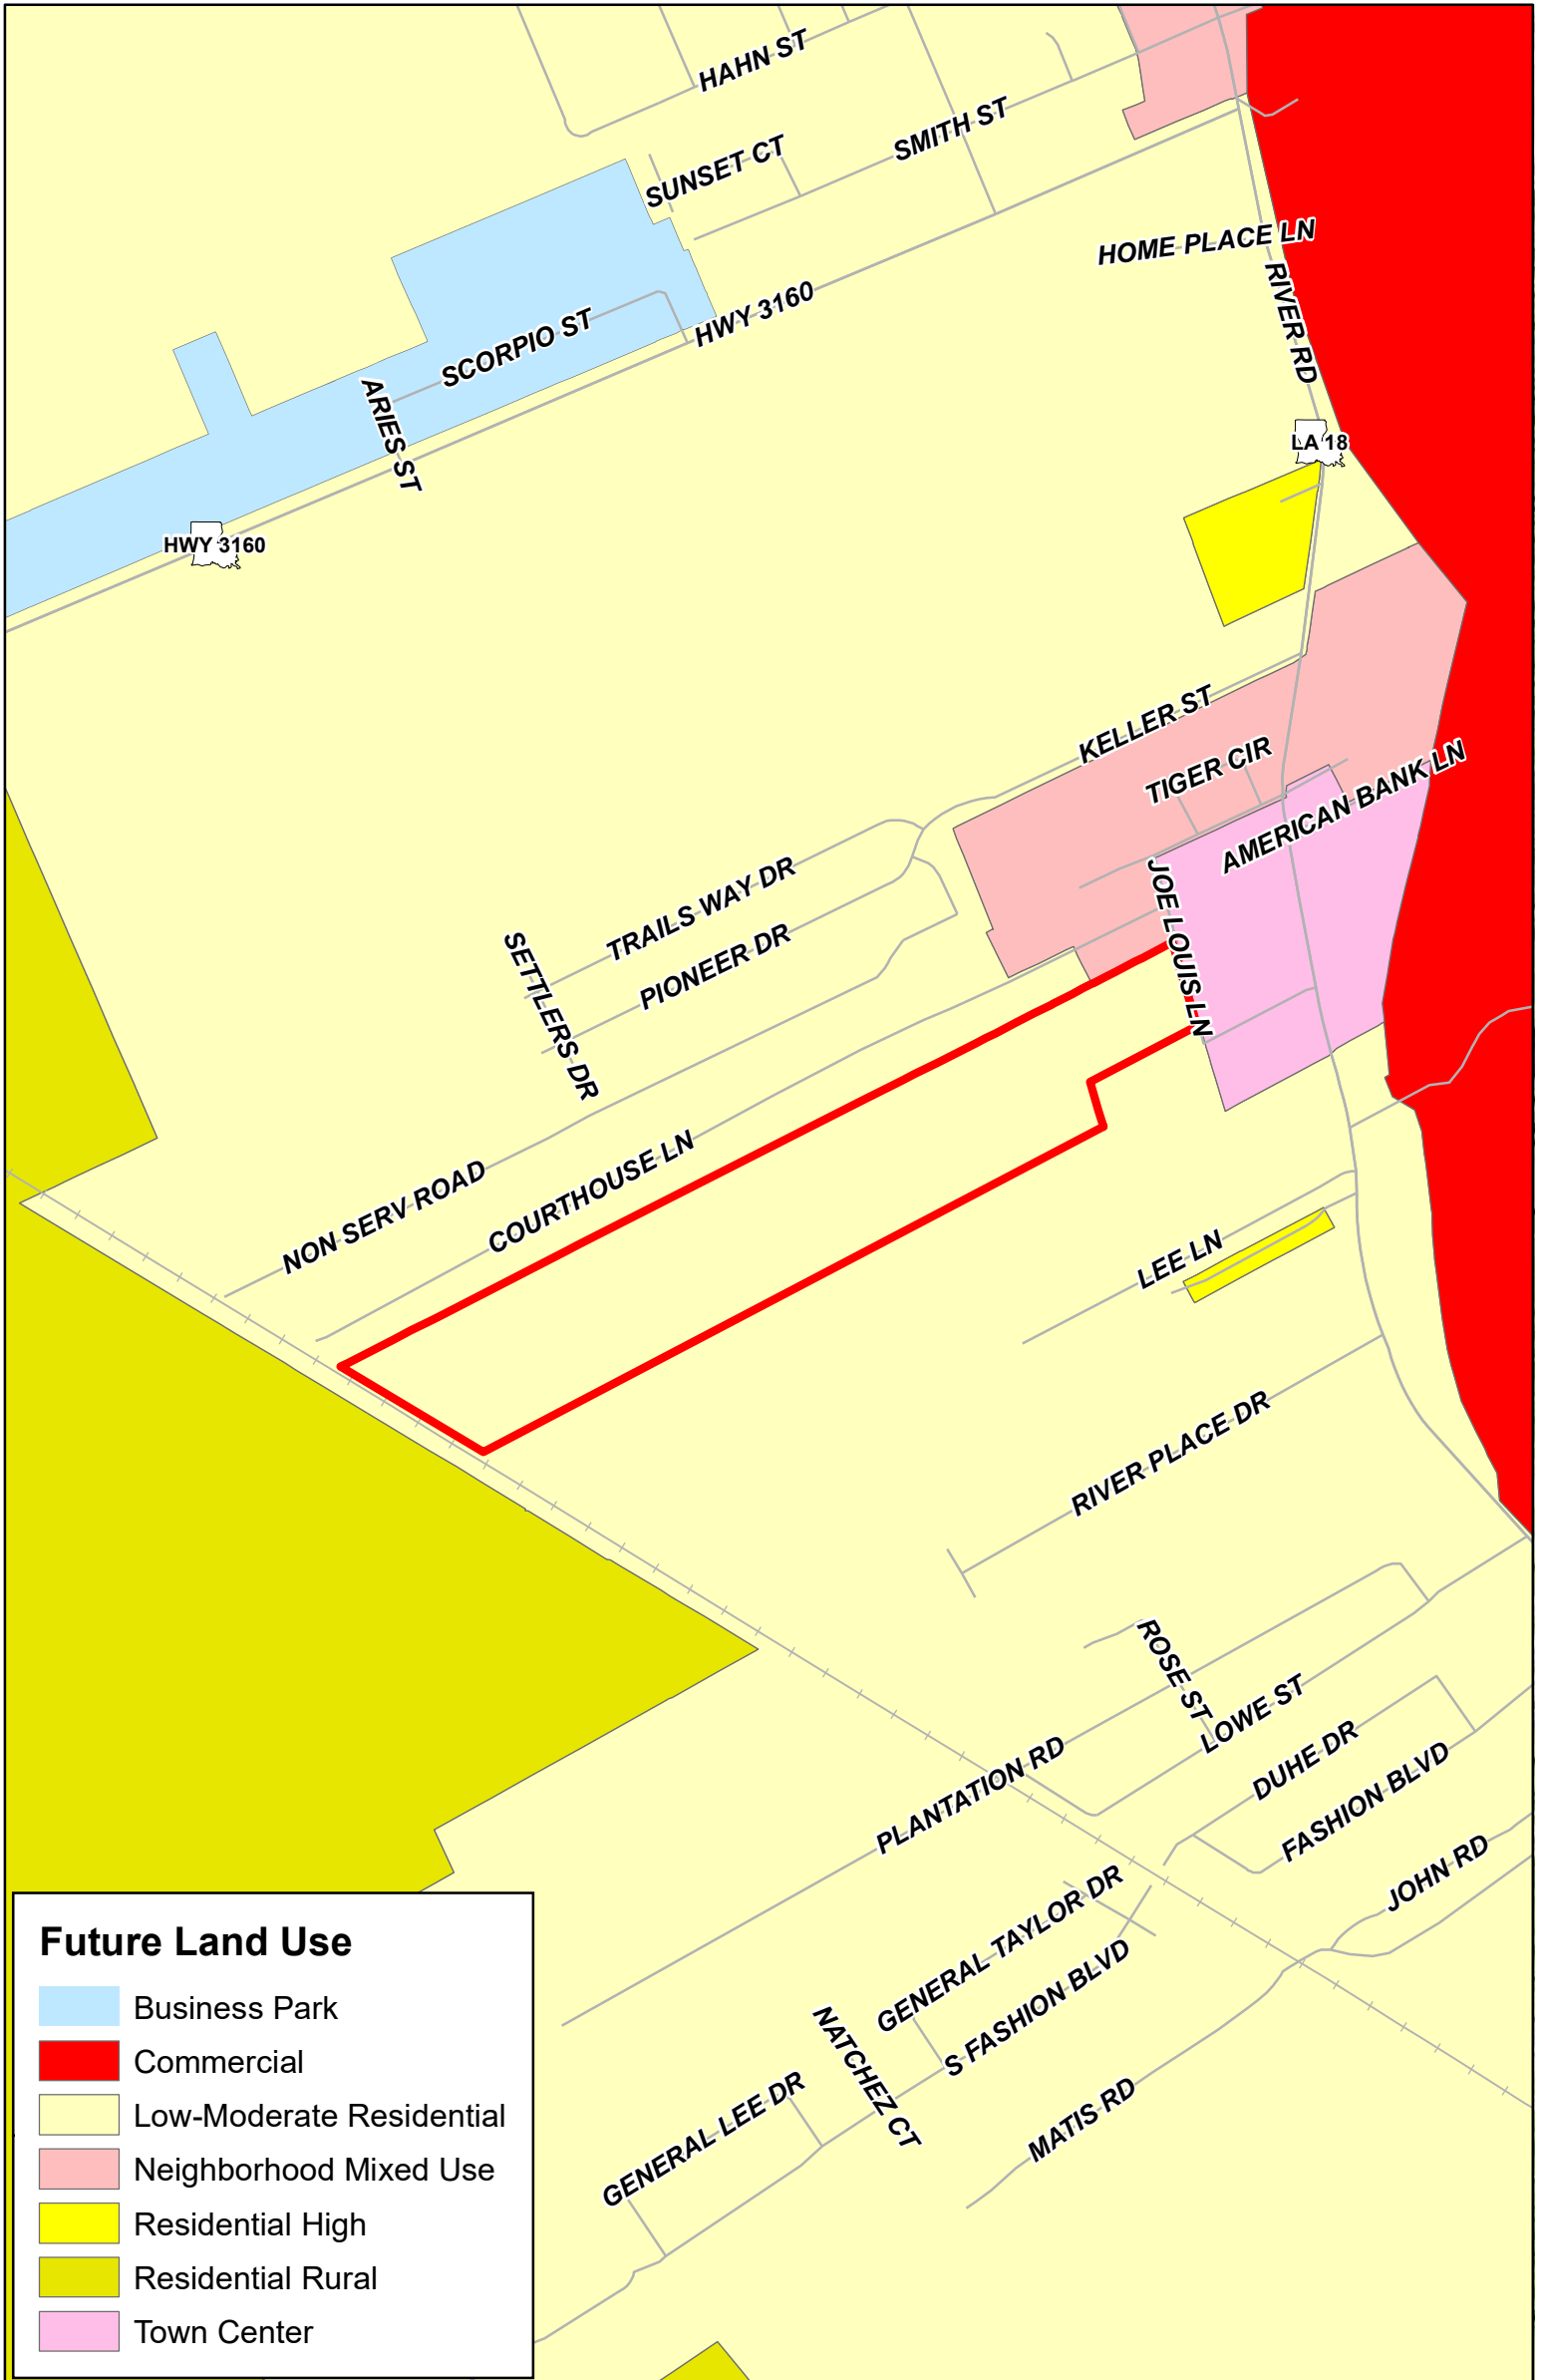 HAHN ST
SMITH ST
SUNSET CT
HOME PLACE LN
RIVER RD
HWY 3160
SCORPIO ST
ARIES ST
LA 18
HWY 3160
KELLER ST
TIGER CIR
AMERICAN BANK LN
JOE LOUIS LN
TRAILS WAY DR
PIONEER DR
SETTLERS DR
NON SERV ROAD
COURTHOUSE LN
LEE LN
RIVER PLACE DR
ROSE ST
LOWE ST
PLANTATION RD
DUHE DR
FASHION BLVD
JOHN RD
GENERAL TAYLOR DR
S FASHION BLVD
NATCHEZ CT
GENERAL LEE DR
MATIS RD
Future Land Use
Business Park
Commercial
Low-Moderate Residential
Neighborhood Mixed Use
Residential High
Residential Rural
Town Center